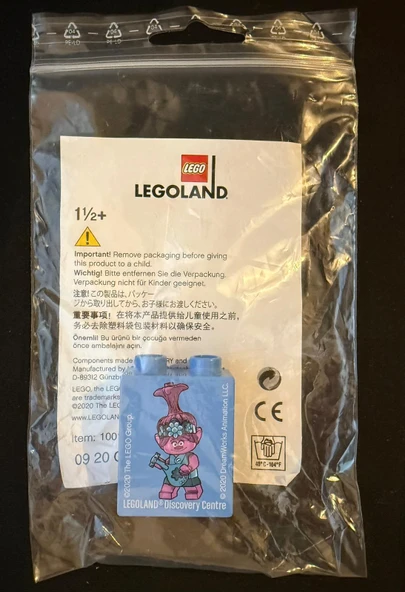 LEGO
LEGOLAND
1½+
Important! Remove packaging before giving
this product to a child.
Wichtig! Bitte entfernen Sie die Verpackung.
Verpackung nicht für Kinder geeignet.
注意!この製品は、パッケー
ジから取り出してから、お子様にお渡しください。
重要事项! 在将本产品提供给儿童使用之前,
务必去除塑料袋包装材料以确保安全。
Önemli! Bu ürünü bir çocuğa vermeden
önce ambalajını açın.
Components made
Manufactured by
D-89312 Günzb
LEGO, the LEG
are trademarks
©2020 The LEG
www.LEGOLAN
Item: 100
09 20
CE
©2020 The LEGO Group.
© 2020 DreamWorks Animation LLC.
LEGOLAND® Discovery Centre